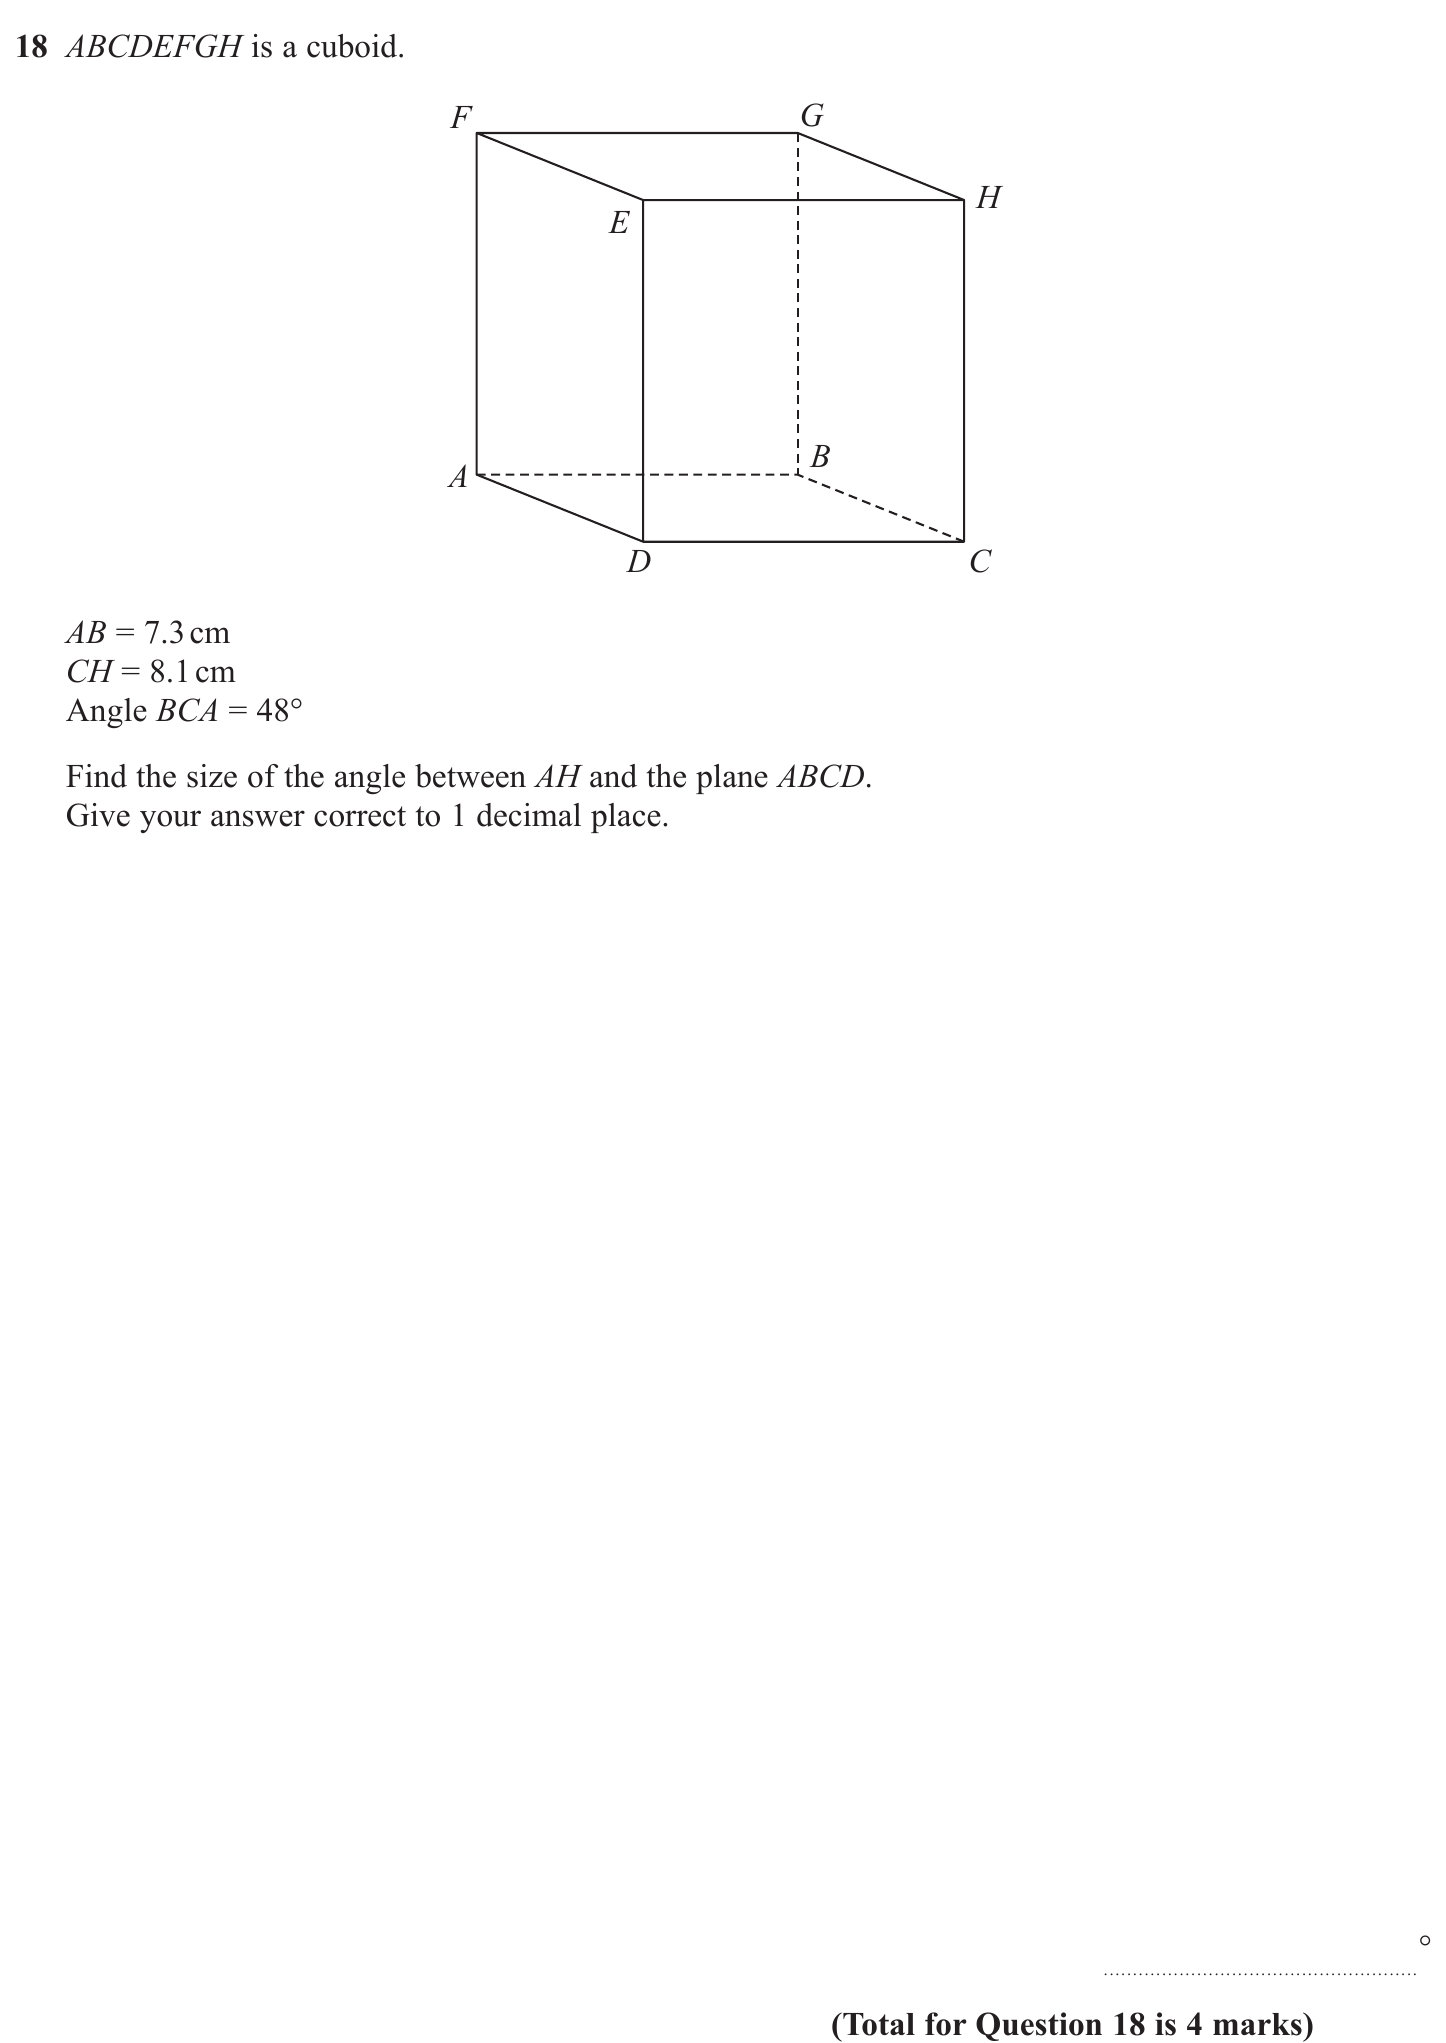 18 ABCDEFGH is a cuboid.
F
G
H
E
B
A
D
C
AB = 7.3 cm
CH = 8.1 cm
Angle BCA = 48°
Find the size of the angle between AH and the plane ABCD.
Give your answer correct to 1 decimal place.
°
(Total for Question 18 is 4 marks)